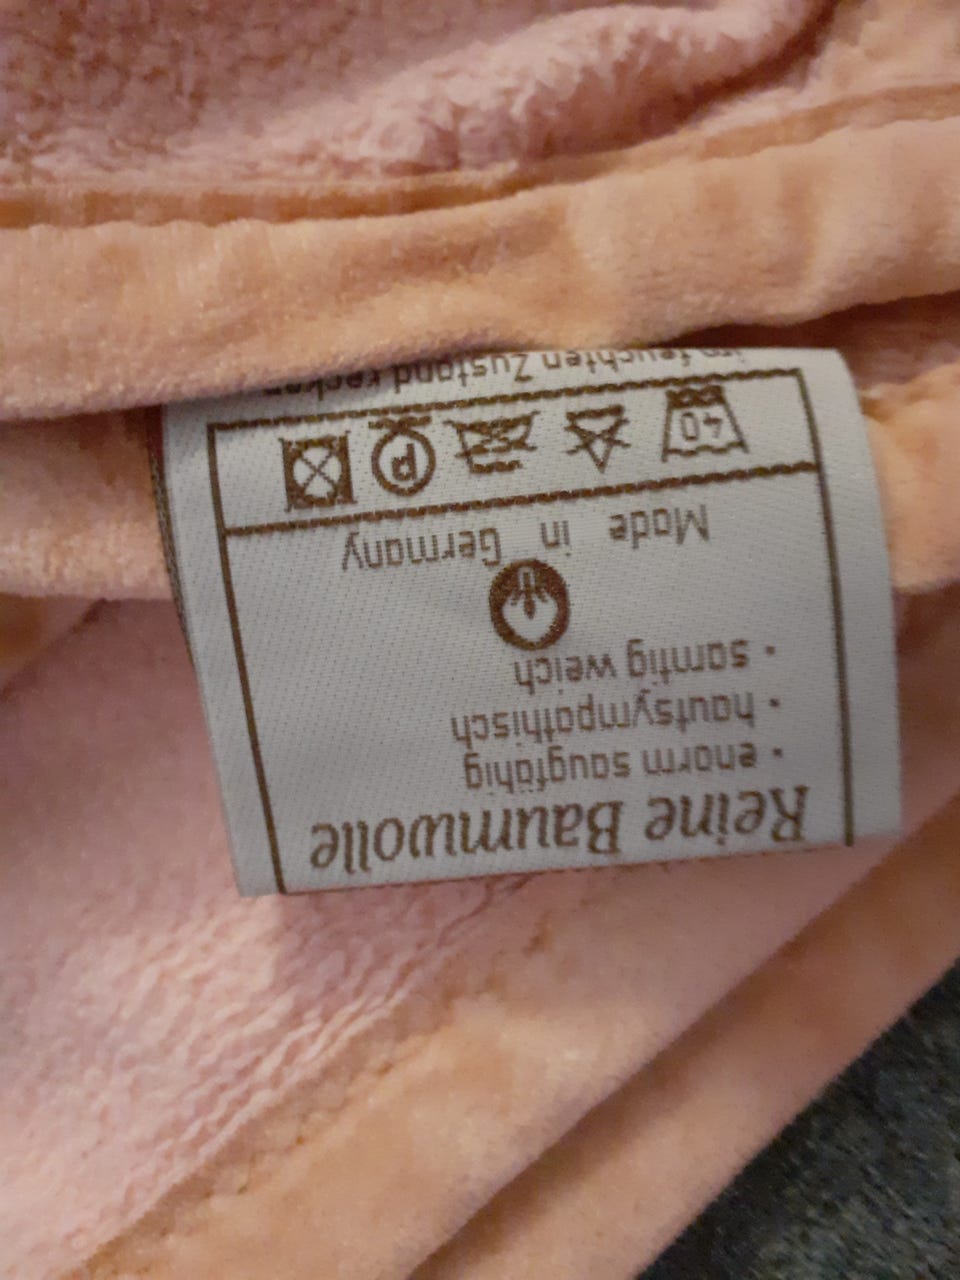 Reine Baumwolle
• enorm saugfähig
• hautsympathisch
• samtig weich
Made in Germany
40 P
im feuchten Zustand recken